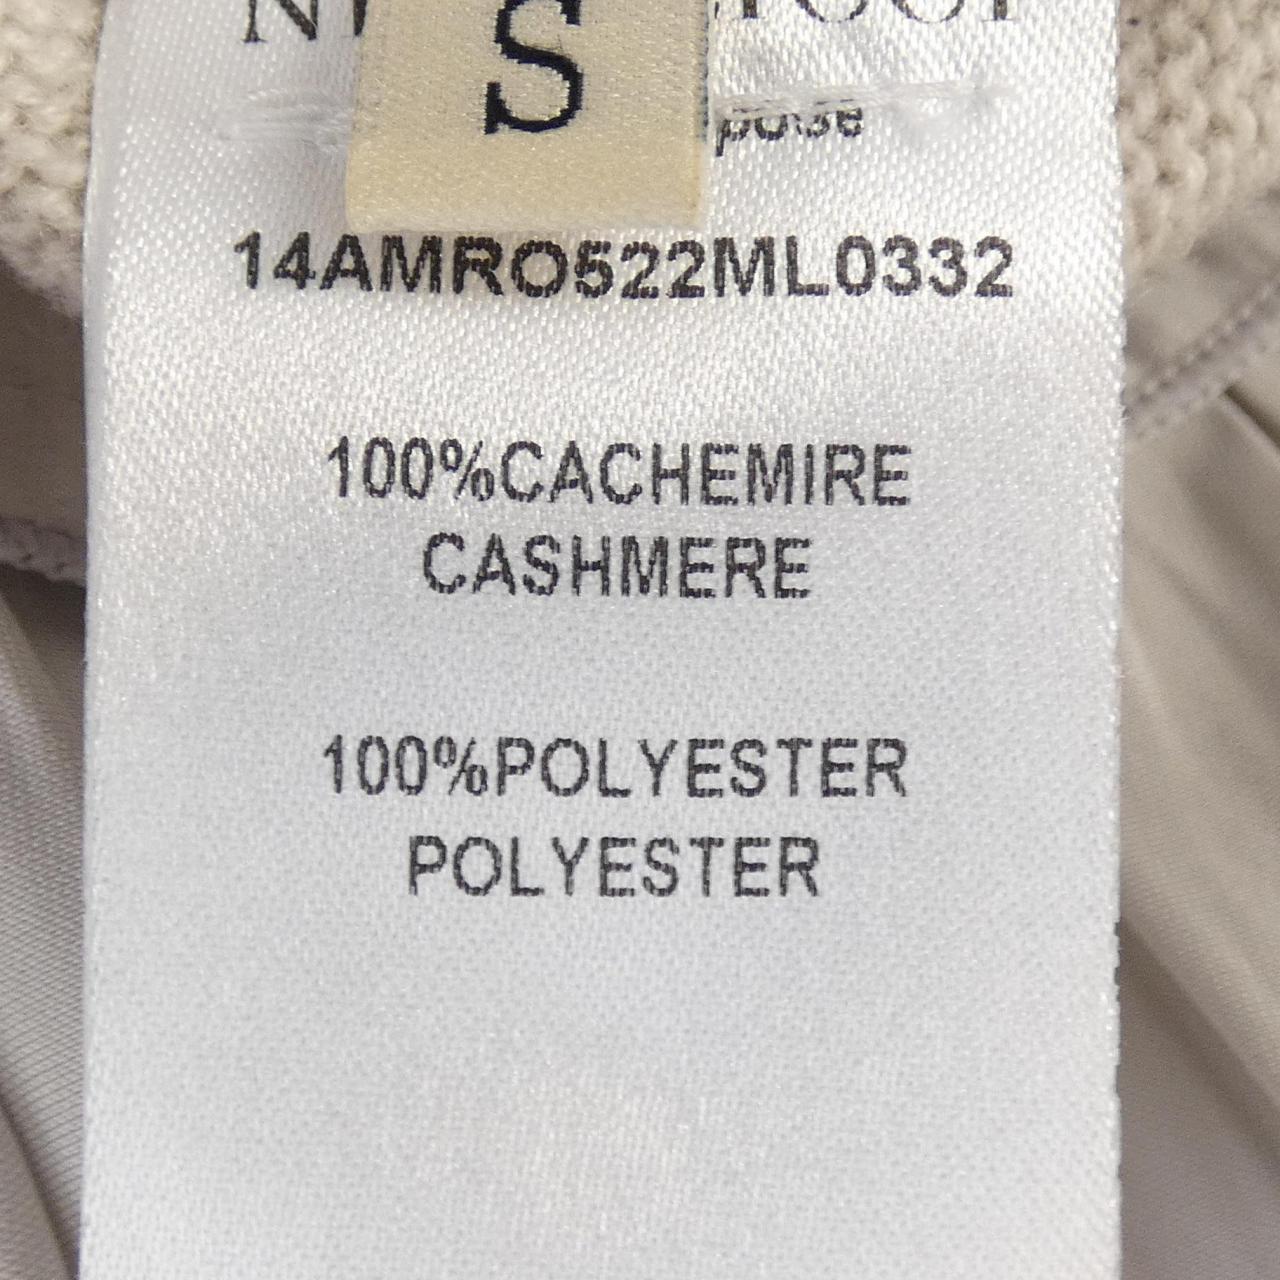 S
14AMRO522ML0332
100%CACHEMIRE
CASHMERE
100%POLYESTER
POLYESTER